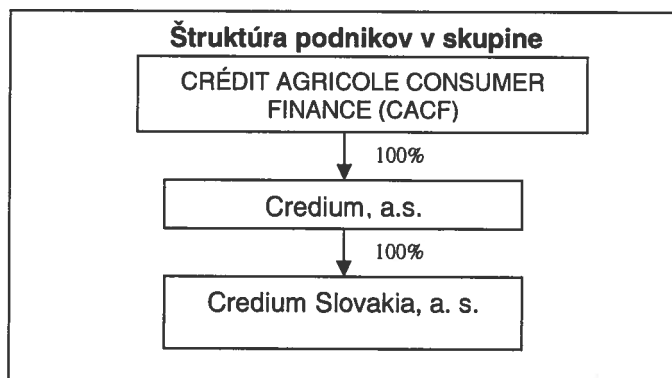 Štruktúra podnikov v skupine
CRÉDIT AGRICOLE CONSUMER
FINANCE (CACF)
100%
Credium, a.s.
100%
Credium Slovakia, a. s.